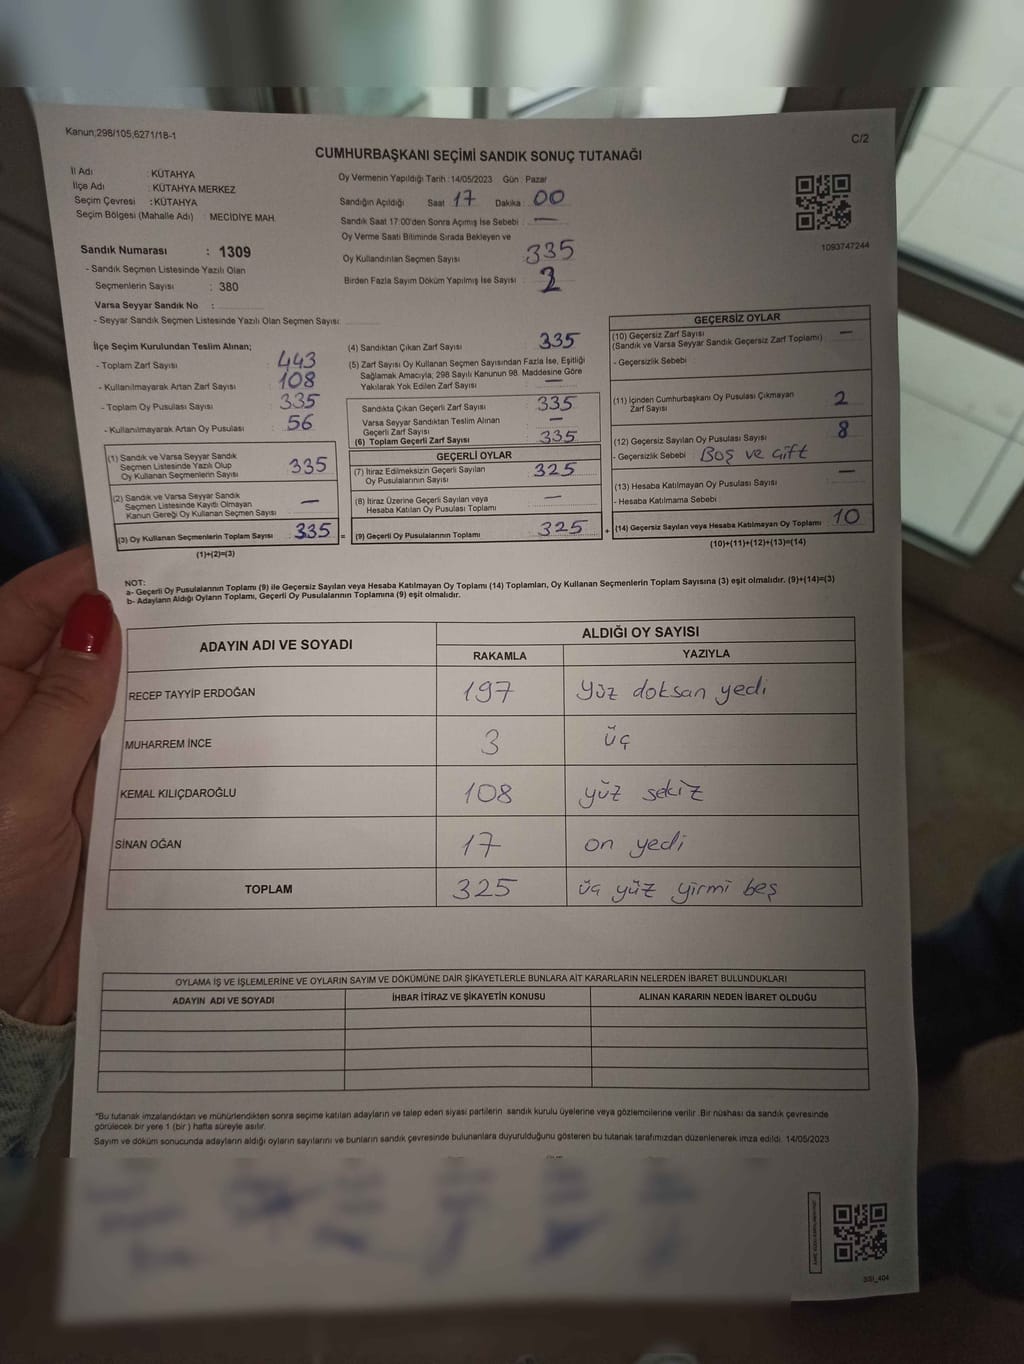 Kanun;298/105,6271/18-1
C/2
CUMHURBAŞKANI SEÇİMİ SANDIK SONUÇ TUTANAĞI
İl Adı : KÜTAHYA
İlçe Adı : KÜTAHYA MERKEZ
Seçim Çevresi : KÜTAHYA
Seçim Bölgesi (Mahalle Adı) : MECİDİYE MAH.
Sandık Numarası : 1309
- Sandık Seçmen Listesinde Yazılı Olan
Seçmenlerin Sayısı : 380
Varsa Seyyar Sandık No :
- Seyyar Sandık Seçmen Listesinde Yazılı Olan Seçmen Sayısı:
Oy Vermenin Yapıldığı Tarih : 14/05/2023 Gün : Pazar
Sandığın Açıldığı Saat : 17 Dakika : 00
Sandık Saat 17:00'den Sonra Açılmış İse Sebebi : —
Oy Verme Saati Bitiminde Sırada Bekleyen ve
Oy Kullandırılan Seçmen Sayısı : 335
Birden Fazla Sayım Döküm Yapılmış İse Sayısı :
1093747244
İlçe Seçim Kurulundan Teslim Alınan;
- Toplam Zarf Sayısı : 443
- Kullanılmayarak Artan Zarf Sayısı : 108
- Toplam Oy Pusulası Sayısı : 335
- Kullanılmayarak Artan Oy Pusulası : 56
(1) Sandık ve Varsa Seyyar Sandık
Seçmen Listesinde Yazılı Olup
Oy Kullanan Seçmenlerin Sayısı : 335
(2) Sandık ve Varsa Seyyar Sandık
Seçmen Listesinde Kayıtlı Olmayan
Kanun Gereği Oy Kullanan Seçmen Sayısı : —
(3) Oy Kullanan Seçmenlerin Toplam Sayısı : 335
(1)+(2)=(3)
(4) Sandıktan Çıkan Zarf Sayısı : 335
(5) Zarf Sayısı Oy Kullanan Seçmen Sayısından Fazla İse, Eşitliği
Sağlamak Amacıyla; 298 Sayılı Kanunun 98. Maddesine Göre
Yakılarak Yok Edilen Zarf Sayısı : —
Sandıkta Çıkan Geçerli Zarf Sayısı : 335
Varsa Seyyar Sandıktan Teslim Alınan
Geçerli Zarf Sayısı : —
(6) Toplam Geçerli Zarf Sayısı : 335
GEÇERLİ OYLAR
(7) İtiraz Edilmeksizin Geçerli Sayılan
Oy Pusulalarının Sayısı : 325
(8) İtiraz Üzerine Geçerli Sayılan veya
Hesaba Katılan Oy Pusulası Toplamı : —
= (9) Geçerli Oy Pusulalarının Toplamı : 325
GEÇERSİZ OYLAR
(10) Geçersiz Zarf Sayısı
(Sandık ve Varsa Seyyar Sandık Geçersiz Zarf Toplamı) : —
- Geçersizlik Sebebi :
(11) İçinden Cumhurbaşkanı Oy Pusulası Çıkmayan
Zarf Sayısı : 2
(12) Geçersiz Sayılan Oy Pusulası Sayısı : 8
- Geçersizlik Sebebi : Boş ve çift
(13) Hesaba Katılmayan Oy Pusulası Sayısı : —
- Hesaba Katılmama Sebebi :
+ (14) Geçersiz Sayılan veya Hesaba Katılmayan Oy Toplamı : 10
(10)+(11)+(12)+(13)=(14)
NOT:
a- Geçerli Oy Pusulalarının Toplamı (9) ile Geçersiz Sayılan veya Hesaba Katılmayan Oy Toplamı (14) Toplamları, Oy Kullanan Seçmenlerin Toplam Sayısına (3) eşit olmalıdır. (9)+(14)=(3)
b- Adayların Aldığı Oyların Toplamı, Geçerli Oy Pusulalarının Toplamına (9) eşit olmalıdır.
ADAYIN ADI VE SOYADI ALDIĞI OY SAYISI
RAKAMLA YAZIYLA
RECEP TAYYİP ERDOĞAN 197 Yüz doksan yedi
MUHARREM İNCE 3 üç
KEMAL KILIÇDAROĞLU 108 yüz sekiz
SİNAN OĞAN 17 on yedi
TOPLAM 325 üç yüz yirmi beş
OYLAMA İŞ VE İŞLEMLERİNE VE OYLARIN SAYIM VE DÖKÜMÜNE DAİR ŞİKAYETLERLE BUNLARA AİT KARARLARIN NELERDEN İBARET BULUNDUKLARI
ADAYIN ADI VE SOYADI İHBAR İTİRAZ VE ŞİKAYETİN KONUSU ALINAN KARARIN NEDEN İBARET OLDUĞU
*Bu tutanak imzalandıktan ve mühürlendikten sonra seçime katılan adayların ve talep eden siyasi partilerin sandık kurulu üyelerine veya gözlemcilerine verilir. Bir nüshası da sandık çevresinde
görülecek bir yere 1 (bir) hafta süreyle asılır.
Sayım ve döküm sonucunda adayların aldığı oyların sayılarını ve bunların sandık çevresinde bulunanlara duyurulduğunu gösteren bu tutanak tarafımızdan düzenlenerek imza edildi. 14/05/2023